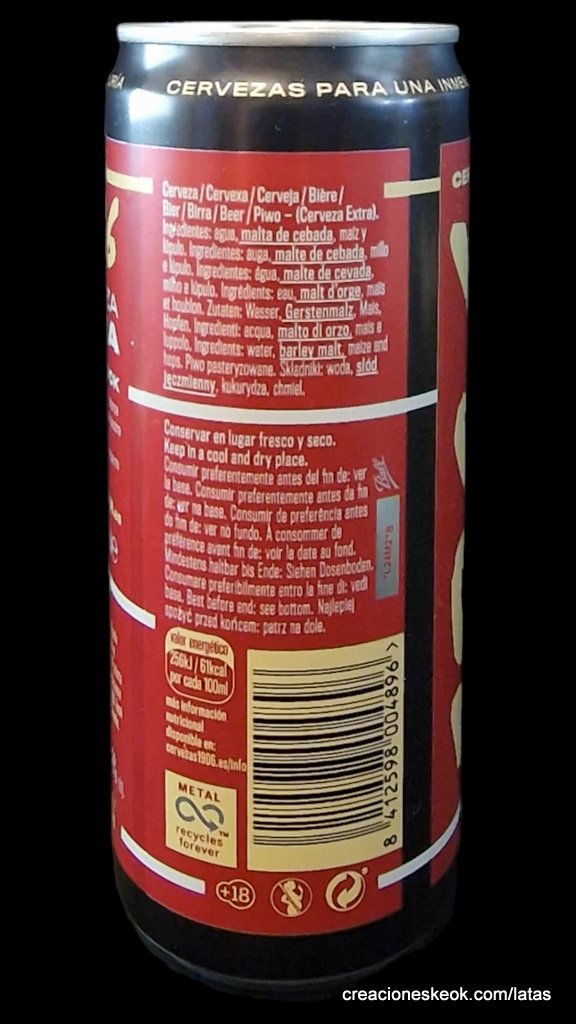 RÍA
CERVEZAS PARA UNA INME
CE
6
ZA
A
CK
Cerveza / Cervexa / Cerveja / Bière /
Bier / Birra / Beer / Piwo – (Cerveza Extra).
Ingredientes: agua, malta de cebada, maíz y
lúpulo. Ingredientes: auga, malte de cebada, millo
e lúpulo. Ingredientes: água, malte de cevada,
milho e lúpulo. Ingrédients: eau, malt d'orge, maïs
et houblon. Zutaten: Wasser, Gerstenmalz, Mais,
Hopfen. Ingredienti: acqua, malto di orzo, mais e
luppolo. Ingredients: water, barley malt, maize and
hops. Piwo pasteryzowane. Składniki: woda, słód
jęczmienny, kukurydza, chmiel.
Conservar en lugar fresco y seco.
Keep in a cool and dry place.
Consumir preferentemente antes del fin de: ver
la base. Consumir preferentemente antes da fin
de: ver na base. Consumir de preferência antes
do fim de: ver no fundo. À consommer de
préférence avant fin de: voir la date au fond.
Mindestens haltbar bis Ende: Siehen Dosenboden.
Consumare preferibilmente entro la fine di: vedi
base. Best before end: see bottom. Najlepiej
spożyć przed końcem: patrz na dole.
Ball
*L24M2*B
valor energético
256kJ / 61kcal
por cada 100ml
más información
nutricional
disponible en:
cervezas1906.es/info
8 412598 004896 >
METAL
recycles
forever
TM
+18
creacioneskeok.com/latas